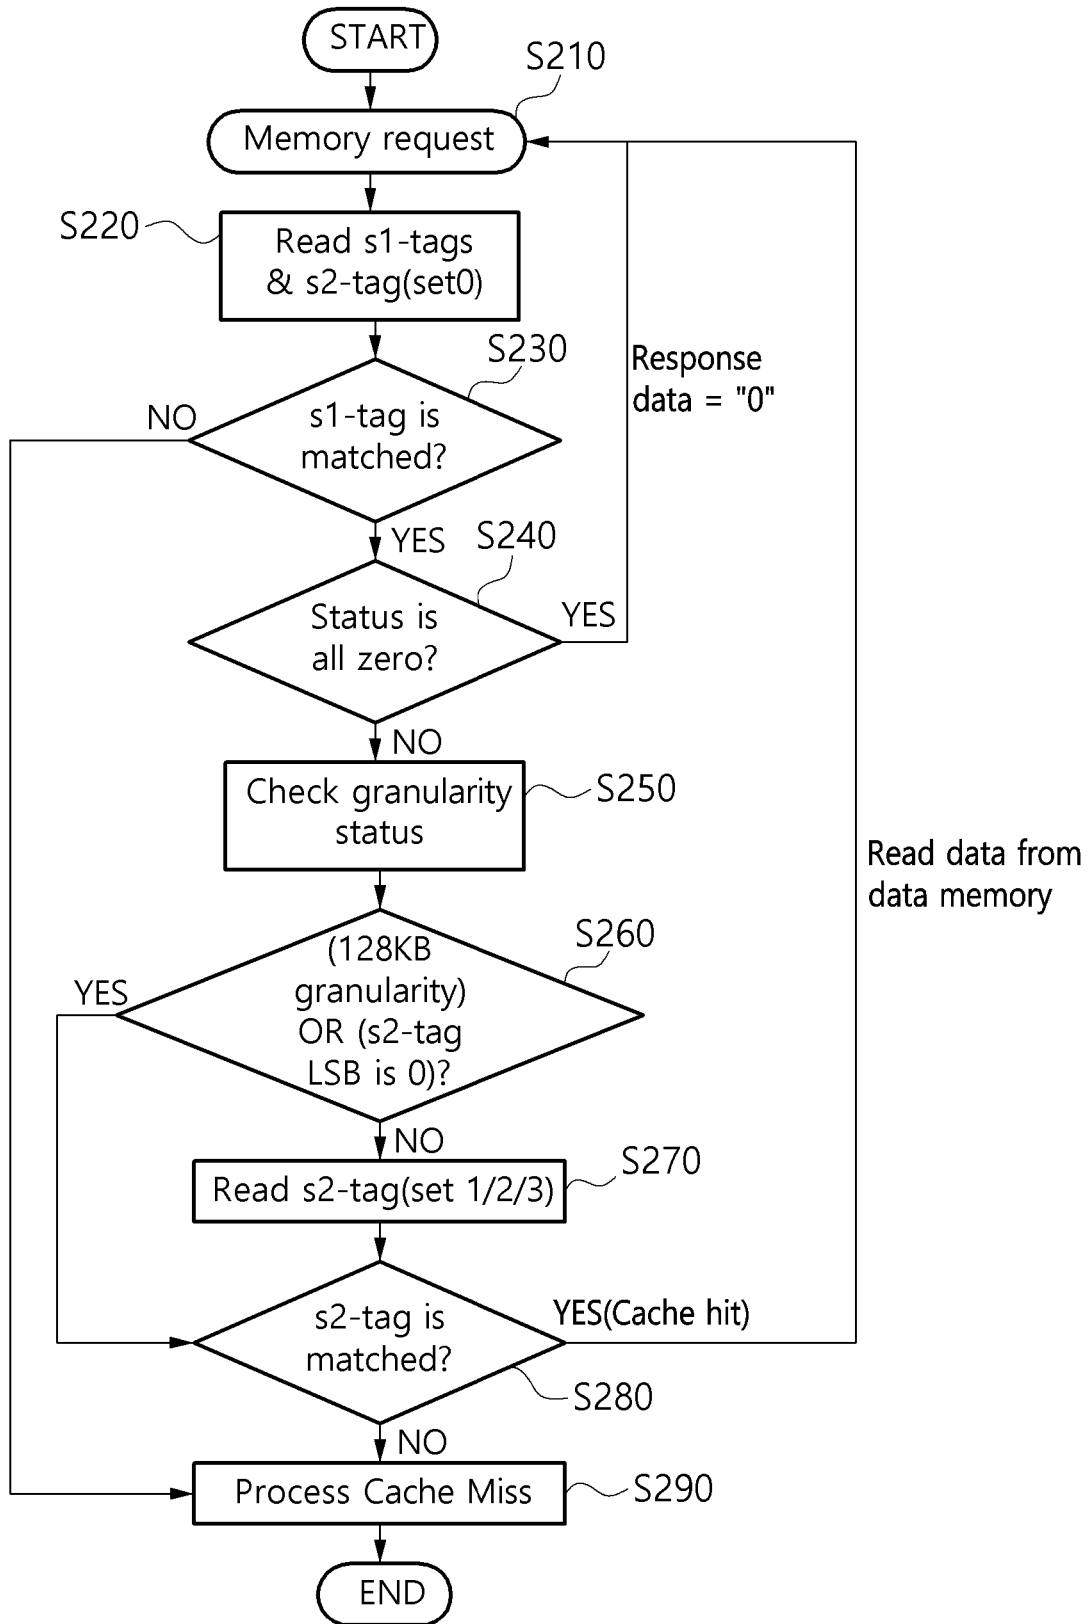 START
S210
Memory request
S220
Read s1-tags
& s2-tag(set0)
S230
Response
data = "0"
NO
s1-tag is
matched?
YES
S240
Status is
all zero?
YES
NO
Check granularity
status
S250
Read data from
data memory
S260
YES
(128KB
granularity)
OR (s2-tag
LSB is 0)?
NO
S270
Read s2-tag(set 1/2/3)
s2-tag is
matched?
YES(Cache hit)
S280
NO
Process Cache Miss
S290
END